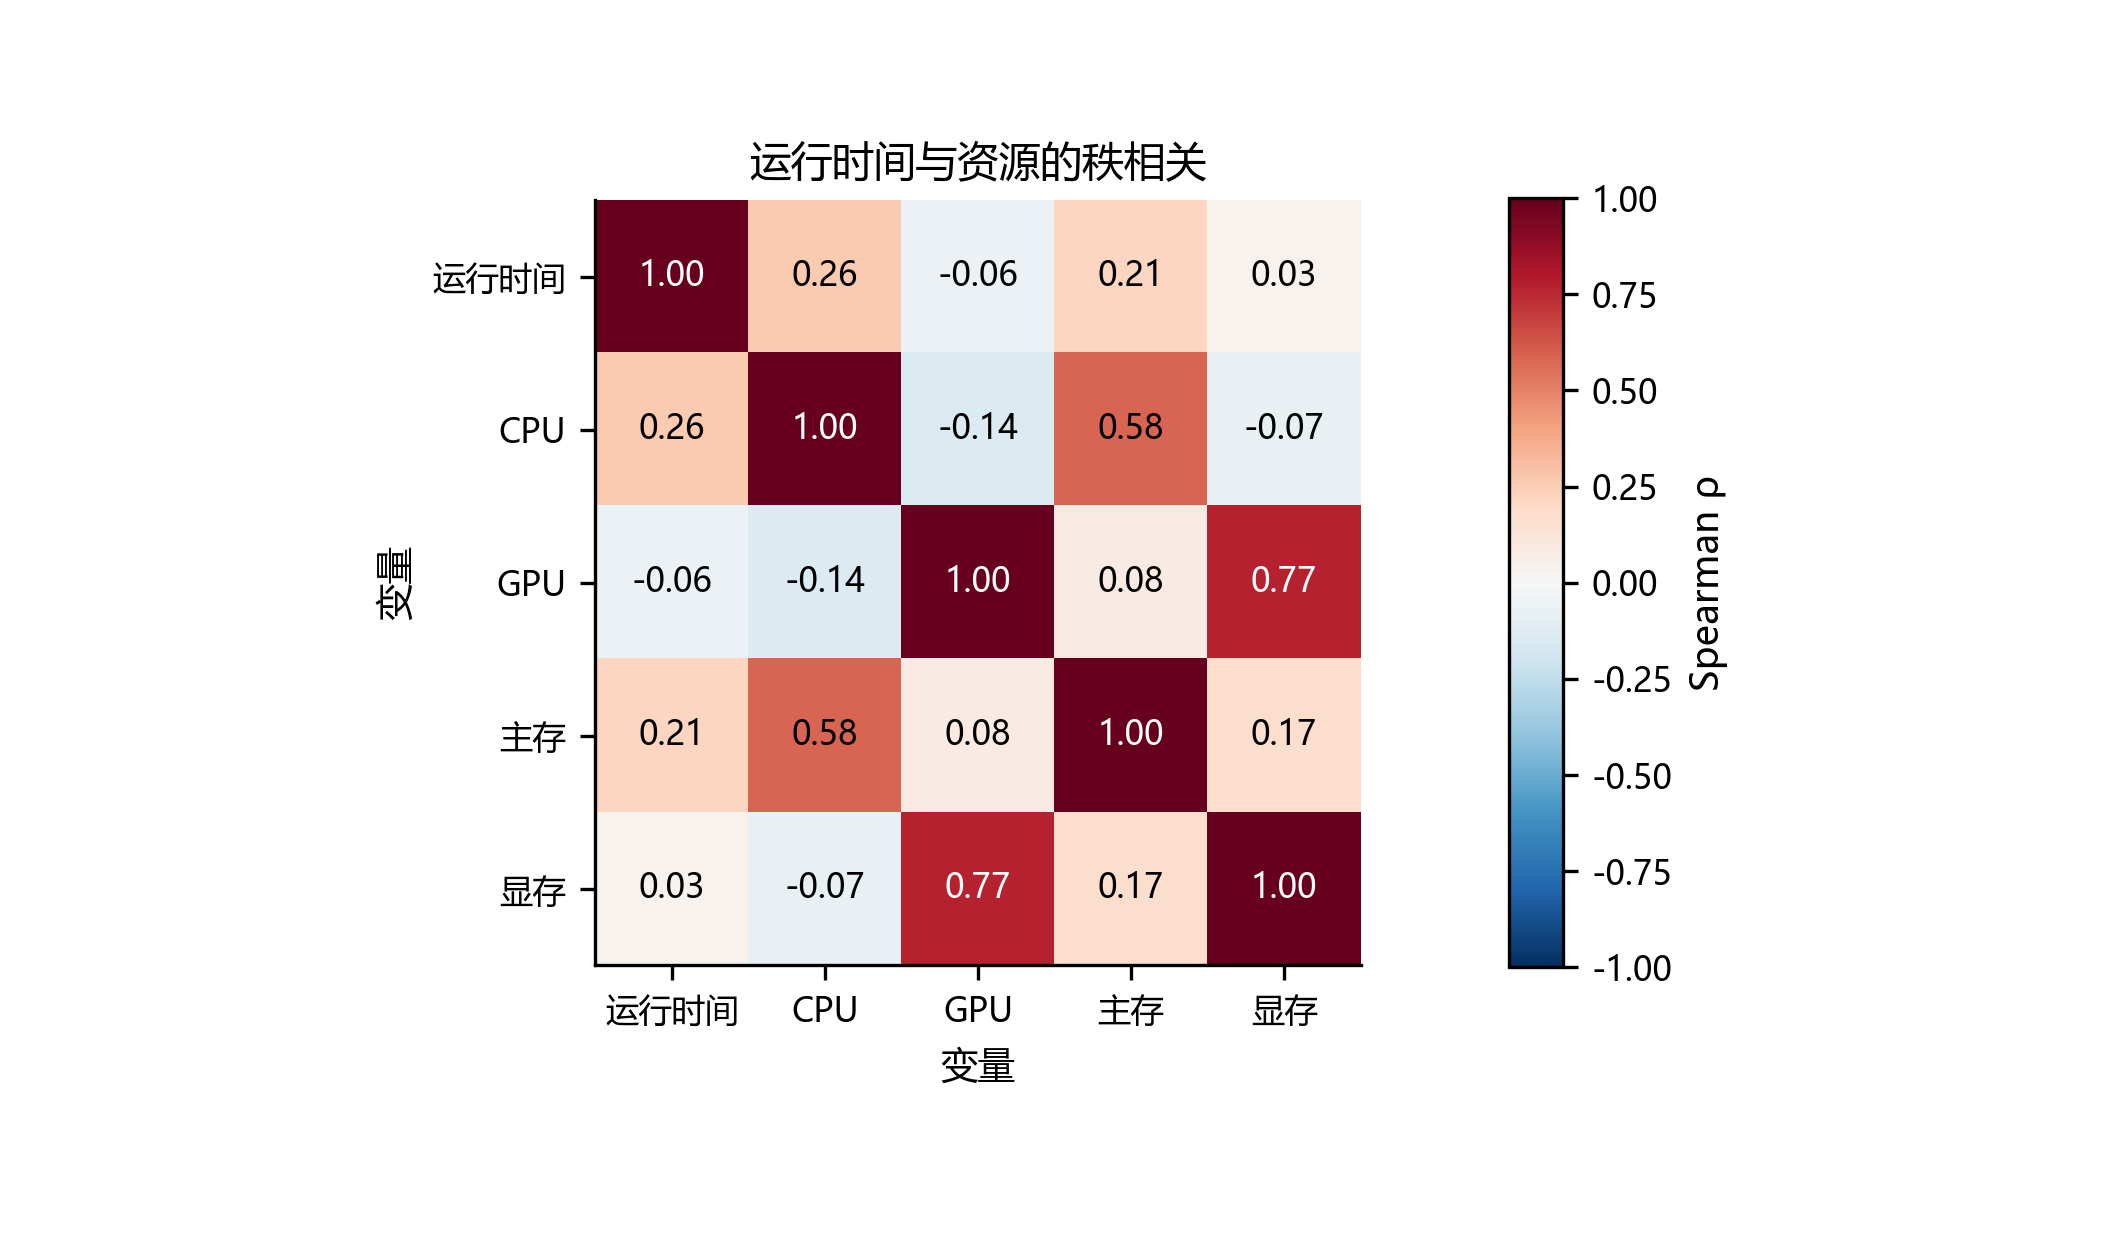 运行时间与资源的秩相关
运行时间 1.00 0.26 -0.06 0.21 0.03
CPU 0.26 1.00 -0.14 0.58 -0.07
GPU -0.06 -0.14 1.00 0.08 0.77
主存 0.21 0.58 0.08 1.00 0.17
显存 0.03 -0.07 0.77 0.17 1.00
运行时间 CPU GPU 主存 显存
变量
变量
1.00
0.75
0.50
0.25
0.00
-0.25
-0.50
-0.75
-1.00
Spearman ρ